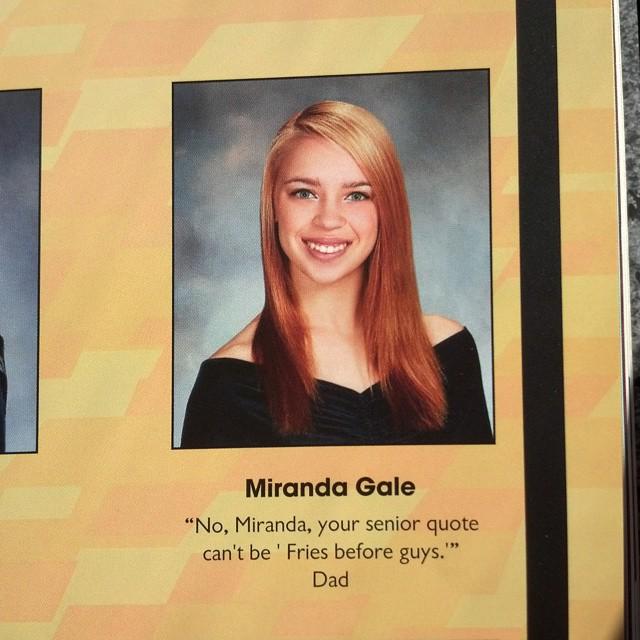 Miranda Gale
“No, Miranda, your senior quote
can't be ' Fries before guys.'”
Dad